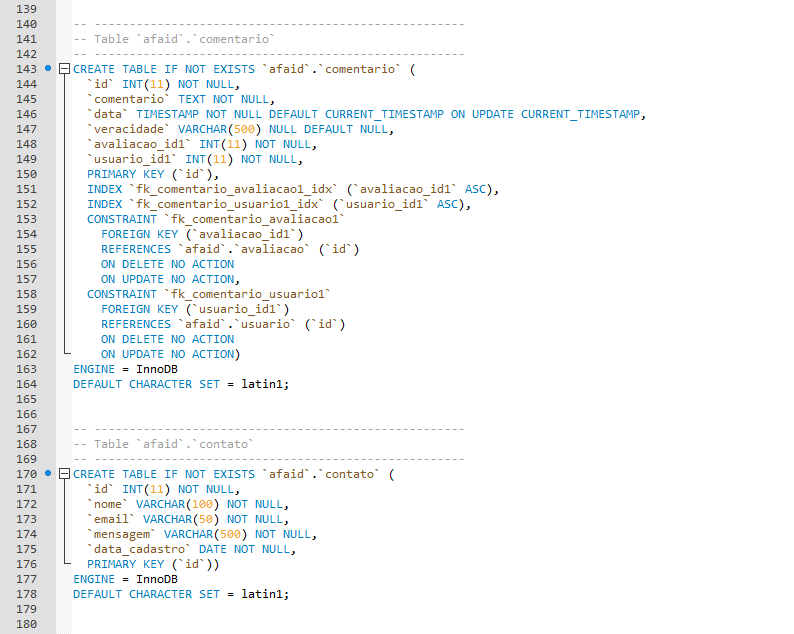 139
140 -- -----------------------------------------------------
141 -- Table `afaid`.`comentario`
142 -- -----------------------------------------------------
143 CREATE TABLE IF NOT EXISTS `afaid`.`comentario` (
144   `id` INT(11) NOT NULL,
145   `comentario` TEXT NOT NULL,
146   `data` TIMESTAMP NOT NULL DEFAULT CURRENT_TIMESTAMP ON UPDATE CURRENT_TIMESTAMP,
147   `veracidade` VARCHAR(500) NULL DEFAULT NULL,
148   `avaliacao_id1` INT(11) NOT NULL,
149   `usuario_id1` INT(11) NOT NULL,
150   PRIMARY KEY (`id`),
151   INDEX `fk_comentario_avaliacao1_idx` (`avaliacao_id1` ASC),
152   INDEX `fk_comentario_usuario1_idx` (`usuario_id1` ASC),
153   CONSTRAINT `fk_comentario_avaliacao1`
154     FOREIGN KEY (`avaliacao_id1`)
155     REFERENCES `afaid`.`avaliacao` (`id`)
156     ON DELETE NO ACTION
157     ON UPDATE NO ACTION,
158   CONSTRAINT `fk_comentario_usuario1`
159     FOREIGN KEY (`usuario_id1`)
160     REFERENCES `afaid`.`usuario` (`id`)
161     ON DELETE NO ACTION
162     ON UPDATE NO ACTION)
163 ENGINE = InnoDB
164 DEFAULT CHARACTER SET = latin1;
165
166
167 -- -----------------------------------------------------
168 -- Table `afaid`.`contato`
169 -- -----------------------------------------------------
170 CREATE TABLE IF NOT EXISTS `afaid`.`contato` (
171   `id` INT(11) NOT NULL,
172   `nome` VARCHAR(100) NOT NULL,
173   `email` VARCHAR(50) NOT NULL,
174   `mensagem` VARCHAR(500) NOT NULL,
175   `data_cadastro` DATE NOT NULL,
176   PRIMARY KEY (`id`))
177 ENGINE = InnoDB
178 DEFAULT CHARACTER SET = latin1;
179
180